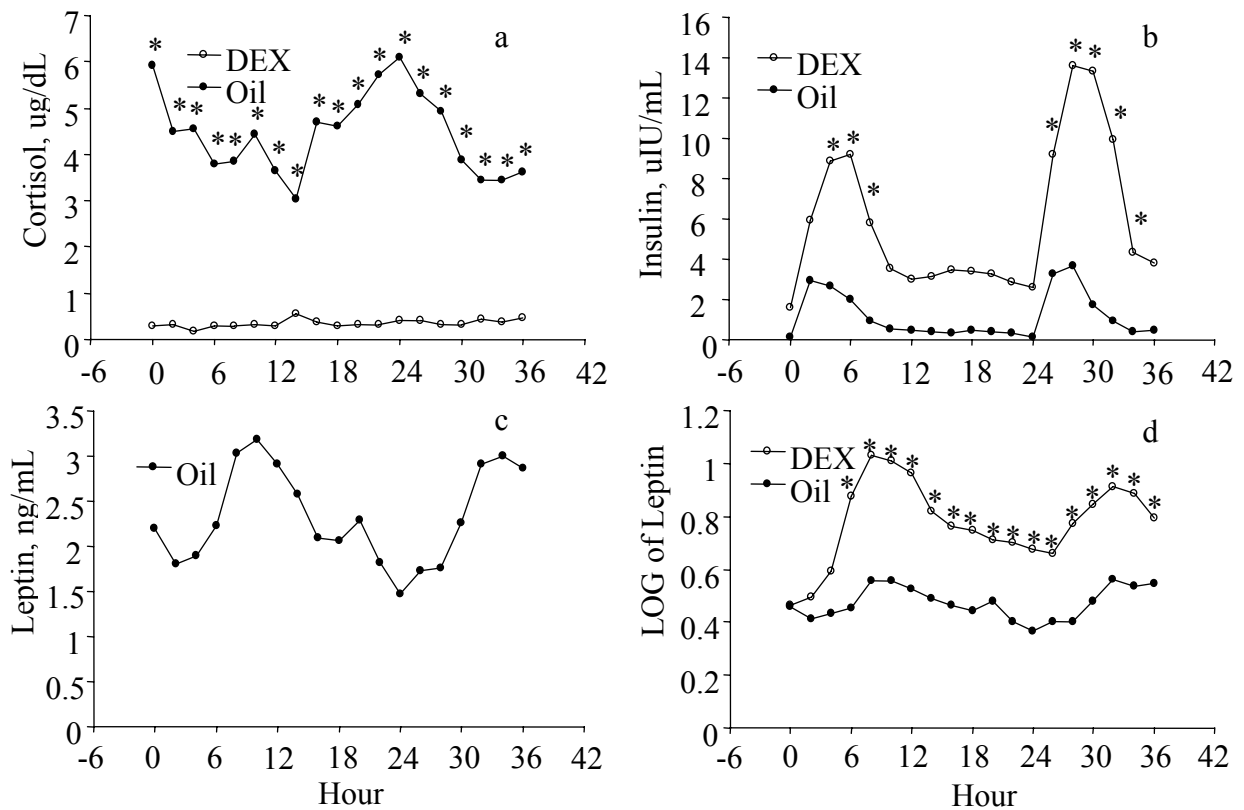 a
DEX
Oil
Cortisol, ug/dL
7
6
5
4
3
2
1
0
* * * * * * * * * * * * * * * * * * *
-6 0 6 12 18 24 30 36 42
b
DEX
Oil
Insulin, uIU/mL
16
14
12
10
8
6
4
2
0
* * * * * * * *
-6 0 6 12 18 24 30 36 42
c
Oil
Leptin, ng/mL
3.5
3
2.5
2
1.5
1
0.5
0
-6 0 6 12 18 24 30 36 42
Hour
d
DEX
Oil
LOG of Leptin
1.2
1
0.8
0.6
0.4
0.2
0
* * * * * * * * * * * * * * * *
-6 0 6 12 18 24 30 36 42
Hour